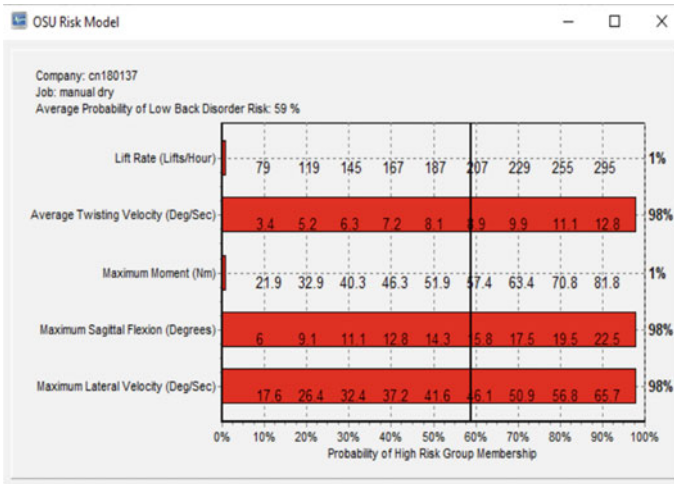 OSU Risk Model
Company: cn180137
Job: manual dry
Average Probability of Low Back Disorder Risk: 59 %
Lift Rate (Lifts/Hour) 79 119 145 167 187 207 229 255 295 1%
Average Twisting Velocity (Deg/Sec) 3.4 5.2 6.3 7.2 8.1 8.9 9.9 11.1 12.8 98%
Maximum Moment (Nm) 21.9 32.9 40.3 46.3 51.9 57.4 63.4 70.8 81.8 1%
Maximum Sagittal Flexion (Degrees) 6 9.1 11.1 12.8 14.3 15.8 17.5 19.5 22.5 98%
Maximum Lateral Velocity (Deg/Sec) 17.6 26.4 32.4 37.2 41.6 46.1 50.9 56.8 65.7 98%
0% 10% 20% 30% 40% 50% 60% 70% 80% 90% 100%
Probability of High Risk Group Membership